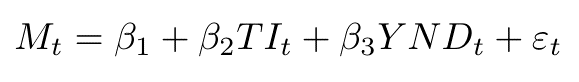 M_t = β_1 + β_2TI_t + β_3YND_t + ε_t